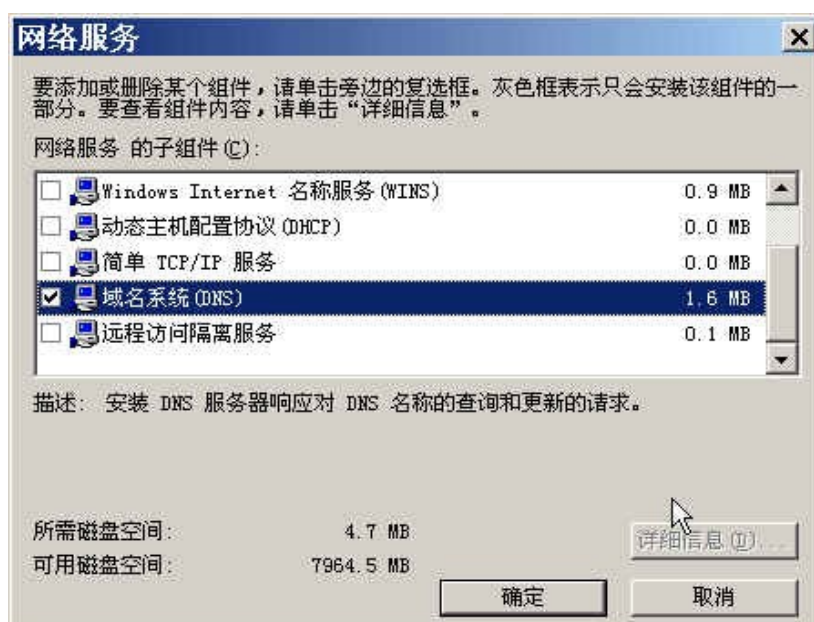 网络服务
要添加或删除某个组件，请单击旁边的复选框。灰色框表示只会安装该组件的一
部分。要查看组件内容，请单击“详细信息”。
网络服务 的子组件(C):
Windows Internet 名称服务(WINS) 0.9 MB
动态主机配置协议(DHCP) 0.0 MB
简单 TCP/IP 服务 0.0 MB
域名系统(DNS) 1.6 MB
远程访问隔离服务 0.1 MB
描述: 安装 DNS 服务器响应对 DNS 名称的查询和更新的请求。
所需磁盘空间: 4.7 MB
详细信息(D)...
可用磁盘空间: 7964.5 MB
确定 取消